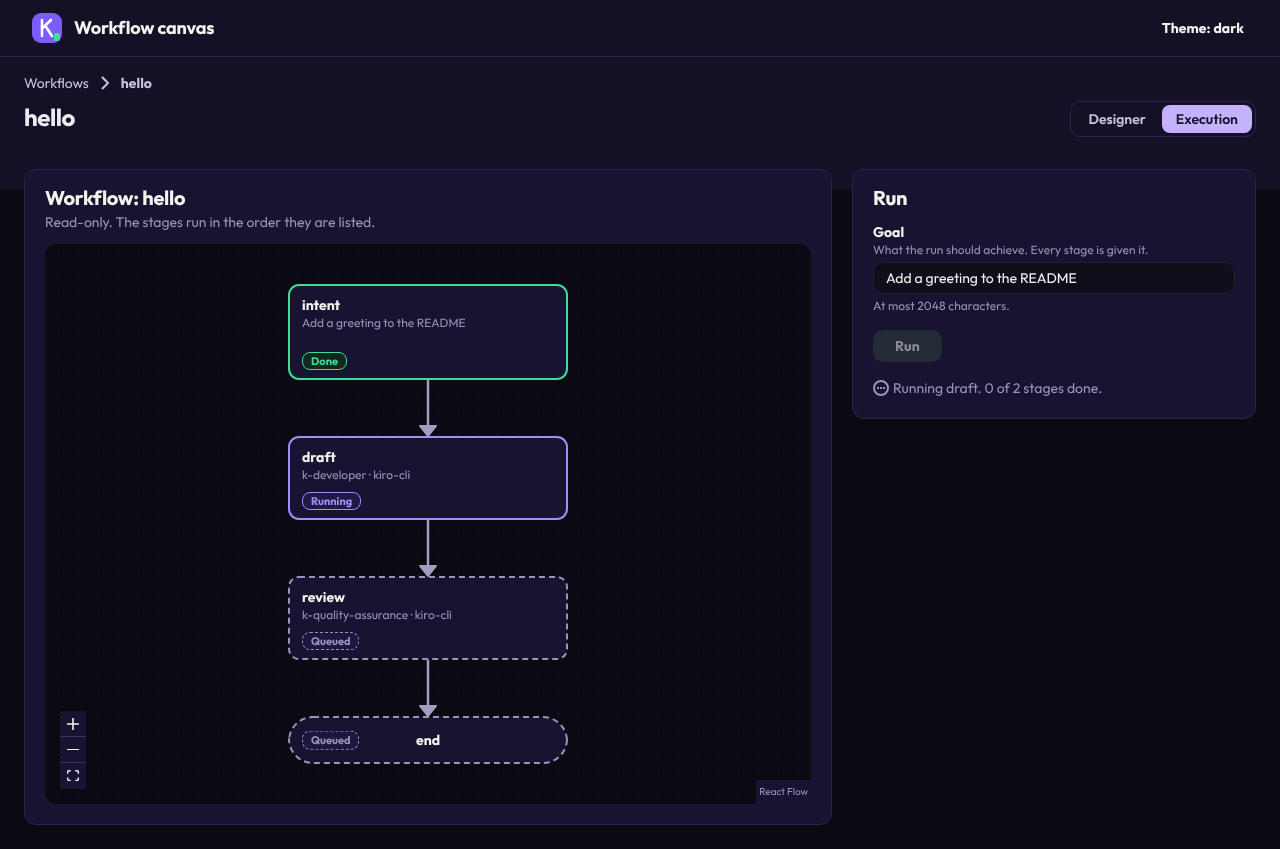 K
Workflow canvas
Theme: dark
Workflows > hello
hello
Designer
Execution
Workflow: hello
Read-only. The stages run in the order they are listed.
intent
Add a greeting to the README
Done
draft
k-developer · kiro-cli
Running
review
k-quality-assurance · kiro-cli
Queued
Queued
end
React Flow
Run
Goal
What the run should achieve. Every stage is given it.
Add a greeting to the README
At most 2048 characters.
Run
Running draft. 0 of 2 stages done.